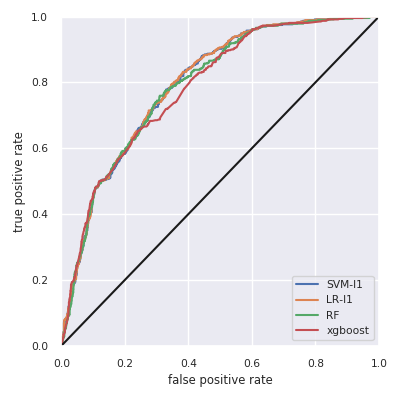 1.0
0.8
0.6
0.4
0.2
0.0
true positive rate
0.0 0.2 0.4 0.6 0.8 1.0
false positive rate
SVM-l1
LR-l1
RF
xgboost